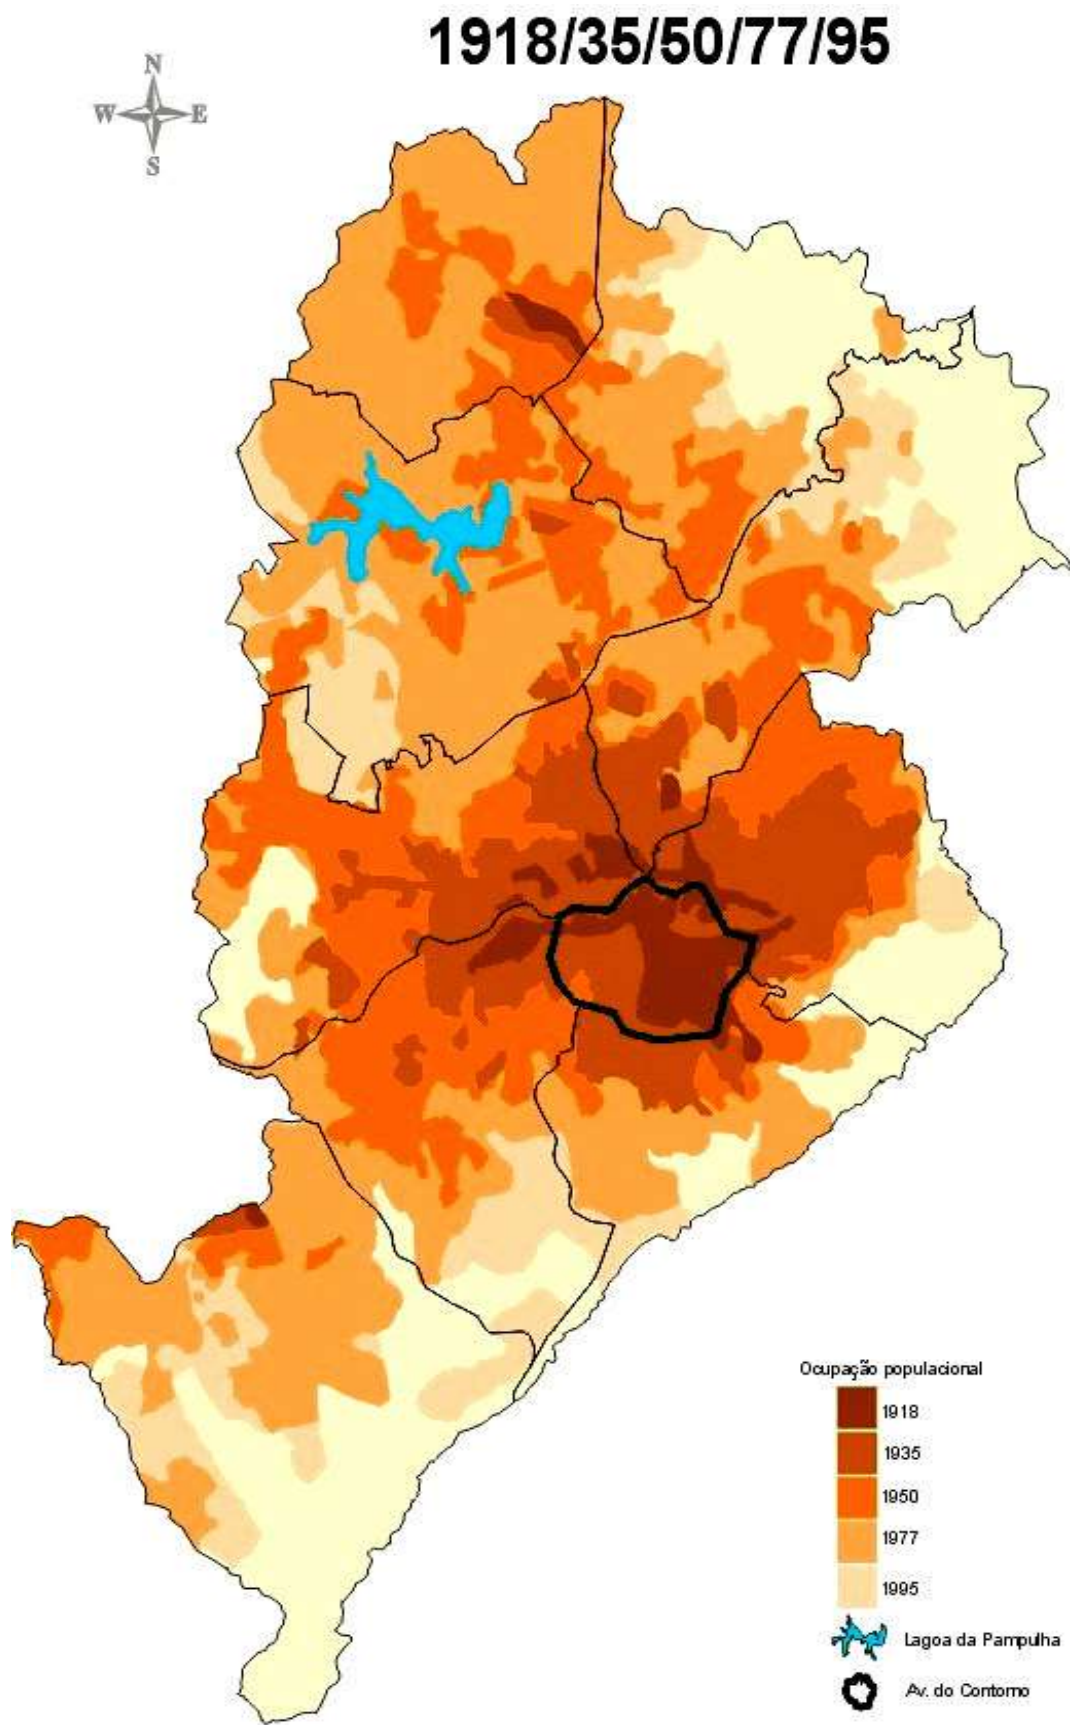 1918/35/50/77/95
N
W E
S
Ocupação populacional
1918
1935
1950
1977
1995
Lagoa da Pampulha
Av. do Contorno